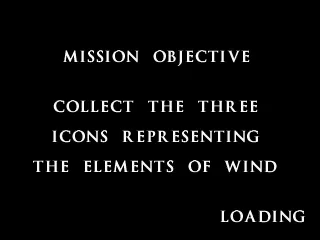 MISSION OBJECTIVE
COLLECT THE THREE
ICONS REPRESENTING
THE ELEMENTS OF WIND
LOADING